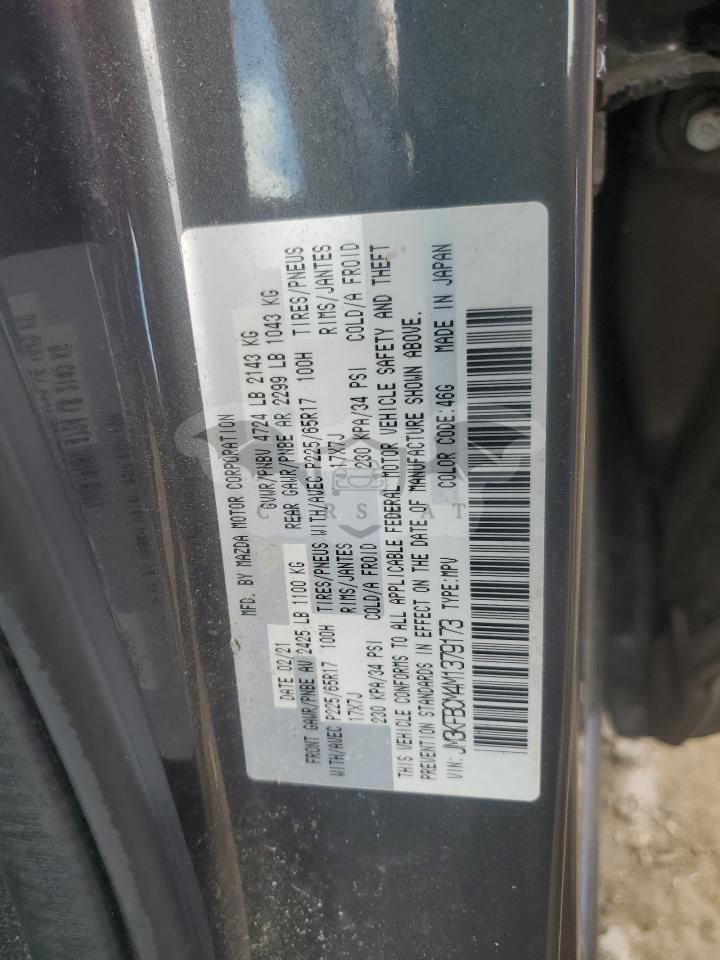 MFD. BY MAZDA MOTOR CORPORATION
DATE 02/21 GVWR/PNBV 4724 LB 2143 KG
FRONT GAWR/PNBE AV 2425 LB 1100 KG REAR GAWR/PNBE AR 2299 LB 1043 KG
WITH/AVEC P225/65R17 100H TIRES/PNEUS WITH/AVEC P225/65R17 100H TIRES/PNEUS
17X7J RIMS/JANTES 17X7J RIMS/JANTES
230 KPA/34 PSI COLD/A FROID 230 KPA/34 PSI COLD/A FROID
THIS VEHICLE CONFORMS TO ALL APPLICABLE FEDERAL MOTOR VEHICLE SAFETY AND THEFT
PREVENTION STANDARDS IN EFFECT ON THE DATE OF MANUFACTURE SHOWN ABOVE.
VIN: JM3KFBCM4M1379173 TYPE:MPV COLOR CODE:46G MADE IN JAPAN